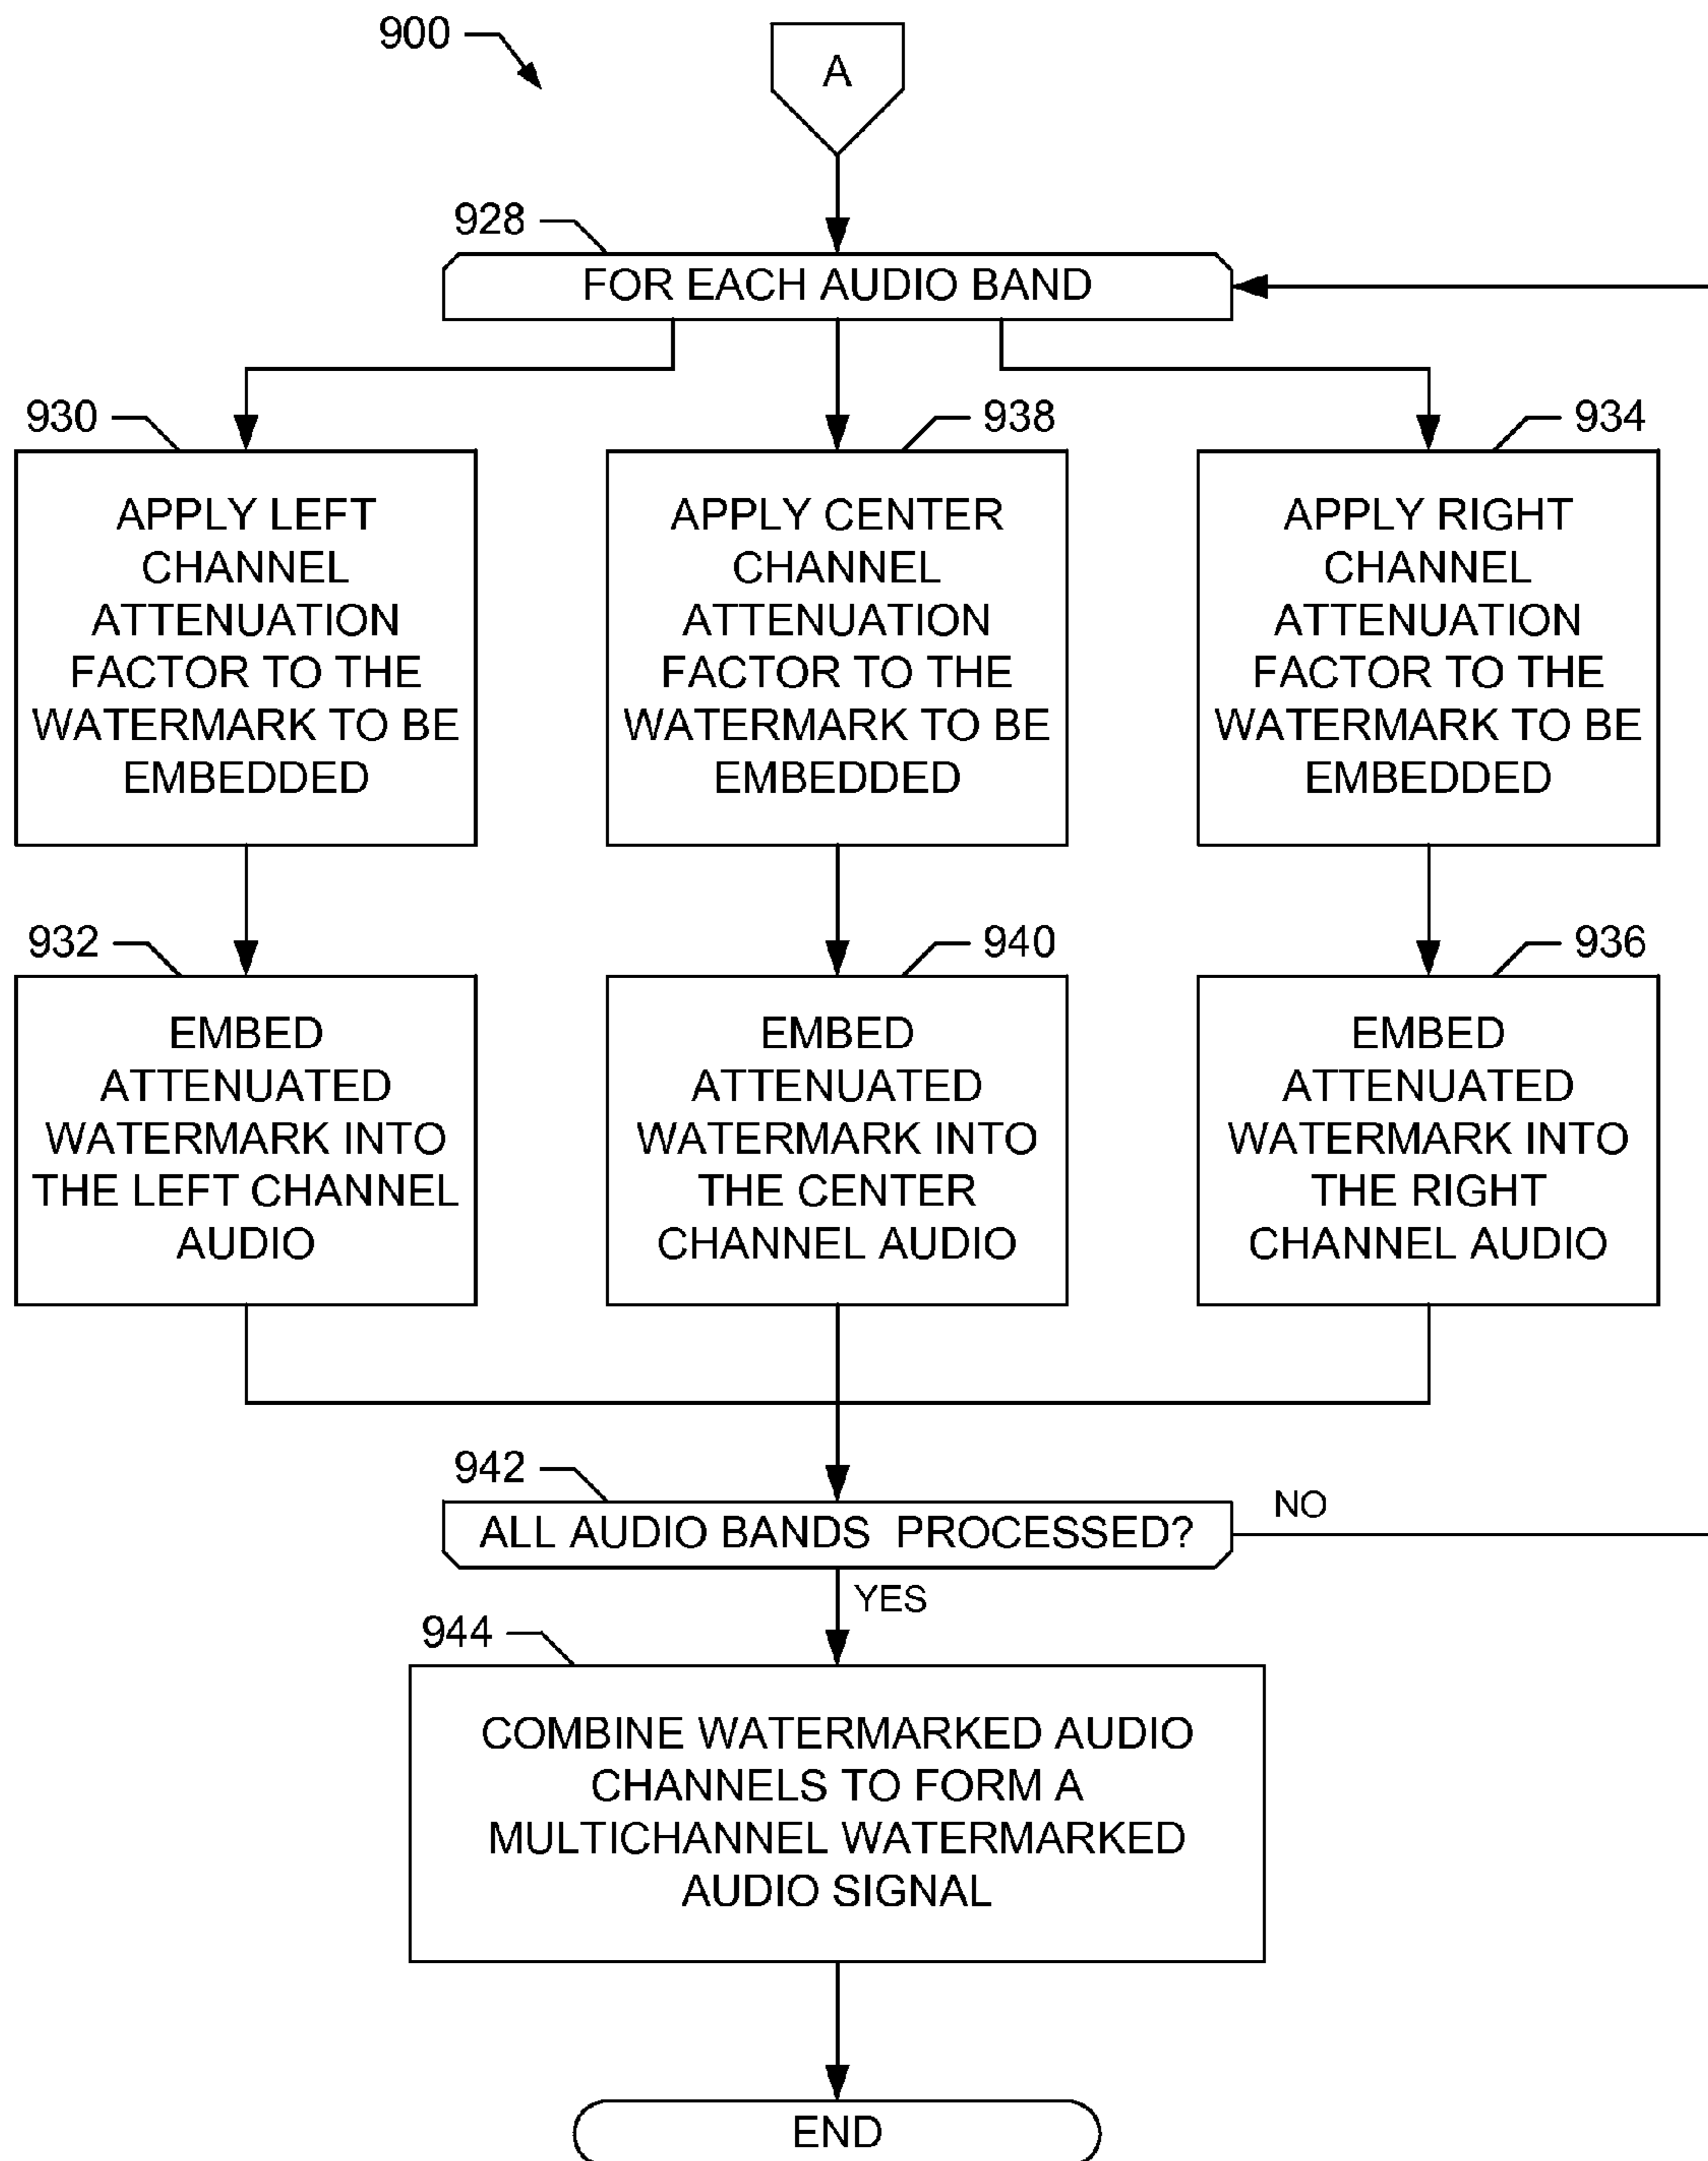 900
A
928
FOR EACH AUDIO BAND
930
APPLY LEFT
CHANNEL
ATTENUATION
FACTOR TO THE
WATERMARK TO BE
EMBEDDED
938
APPLY CENTER
CHANNEL
ATTENUATION
FACTOR TO THE
WATERMARK TO BE
EMBEDDED
934
APPLY RIGHT
CHANNEL
ATTENUATION
FACTOR TO THE
WATERMARK TO BE
EMBEDDED
932
EMBED
ATTENUATED
WATERMARK INTO
THE LEFT CHANNEL
AUDIO
940
EMBED
ATTENUATED
WATERMARK INTO
THE CENTER
CHANNEL AUDIO
936
EMBED
ATTENUATED
WATERMARK INTO
THE RIGHT
CHANNEL AUDIO
942
ALL AUDIO BANDS PROCESSED?
NO
YES
944
COMBINE WATERMARKED AUDIO
CHANNELS TO FORM A
MULTICHANNEL WATERMARKED
AUDIO SIGNAL
END